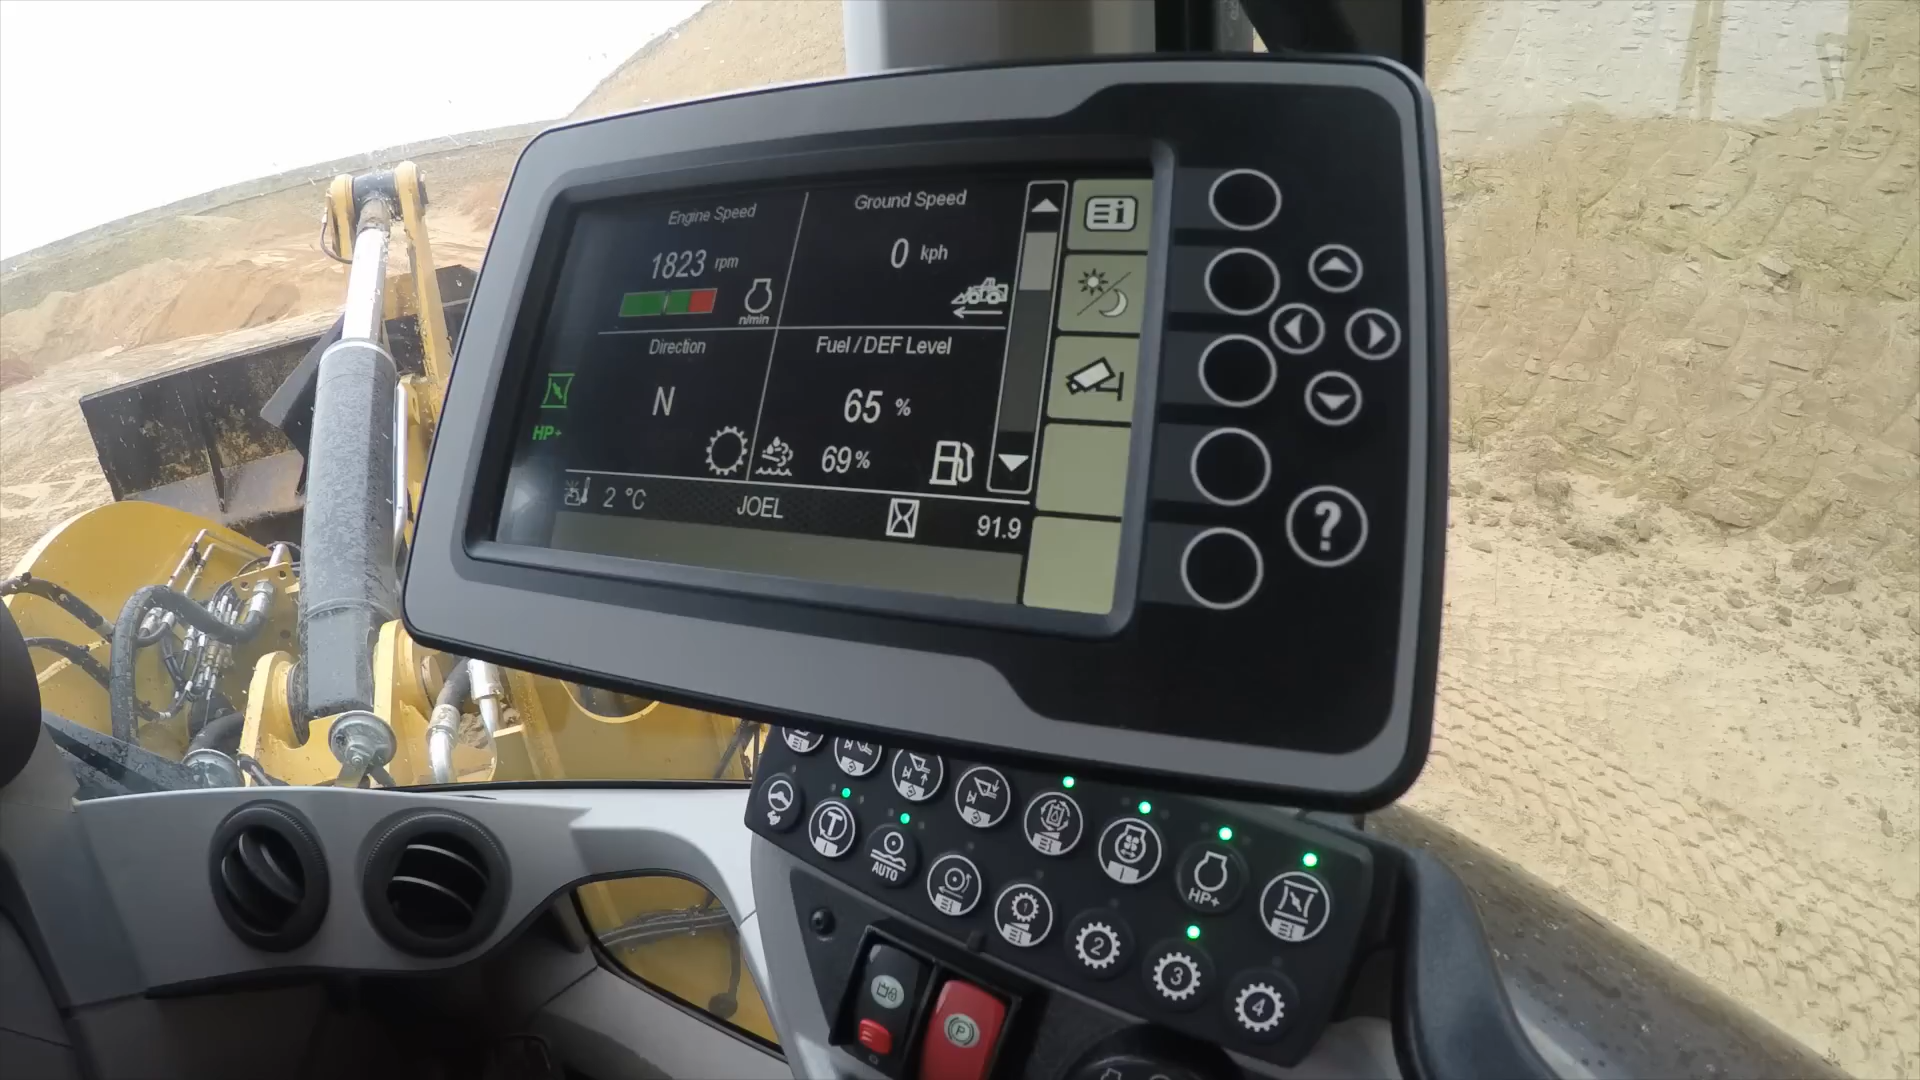 Engine Speed
1823 rpm
n/min
Ground Speed
0 kph
Direction
N
Fuel / DEF Level
65 %
69%
HP+
2 °C
JOEL
91.9
?
T
AUTO
HP+
1
2
3
4
P